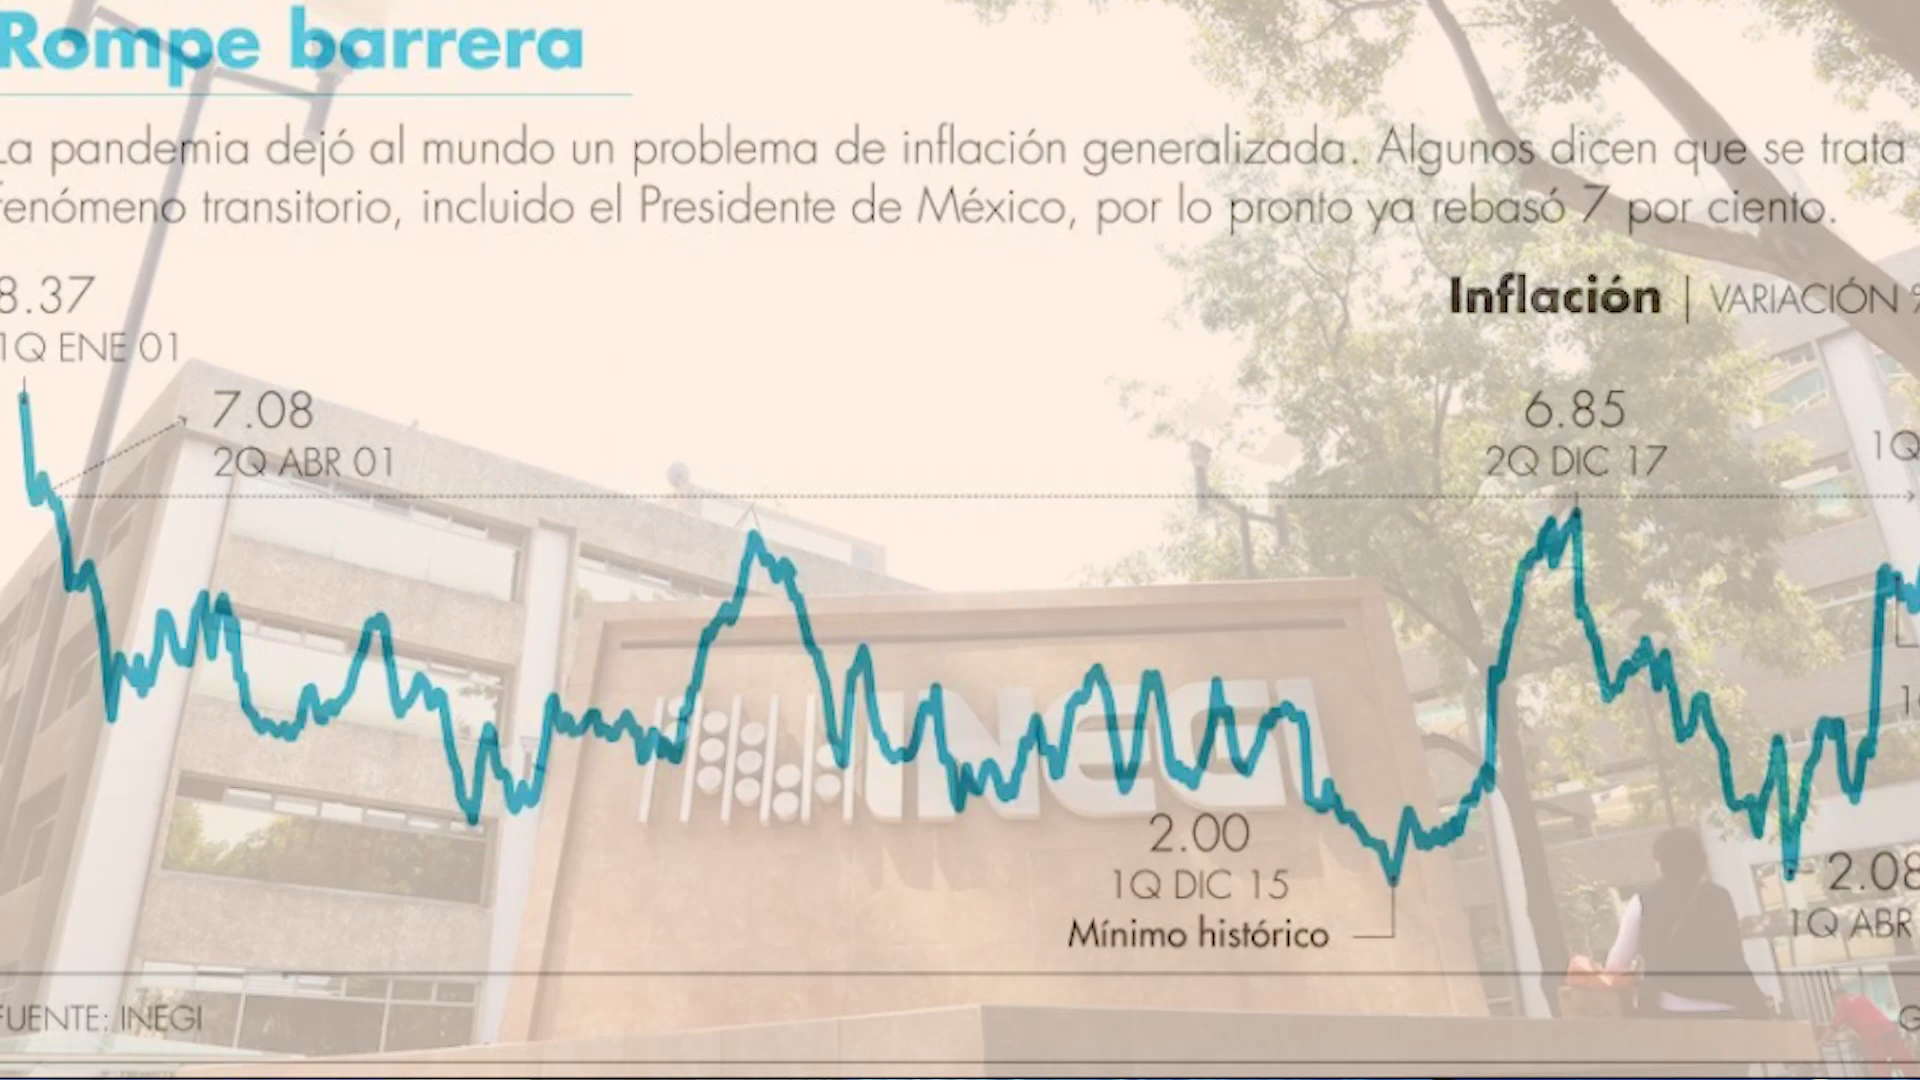 Rompe barrera
La pandemia dejó al mundo un problema de inflación generalizada. Algunos dicen que se trata
fenómeno transitorio, incluido el Presidente de México, por lo pronto ya rebasó 7 por ciento.
8.37
1Q ENE 01
Inflación | VARIACIÓN %
7.08
2Q ABR 01
6.85
2Q DIC 17
1Q
INEGI
2.00
1Q DIC 15
Mínimo histórico
2.08
1Q ABR
FUENTE: INEGI